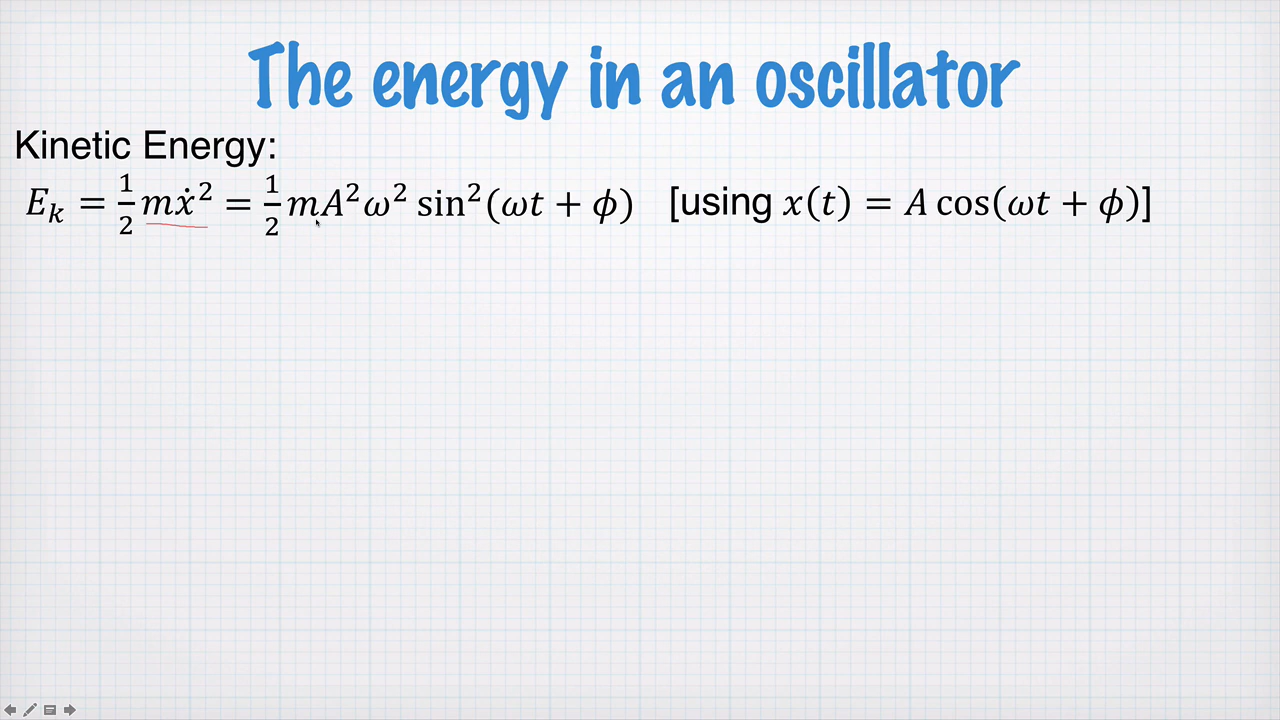 The energy in an oscillator
Kinetic Energy:
E_k = 1/2 mẋ² = 1/2 mA²ω² sin²(ωt + ϕ) [using x(t) = A cos(ωt + ϕ)]